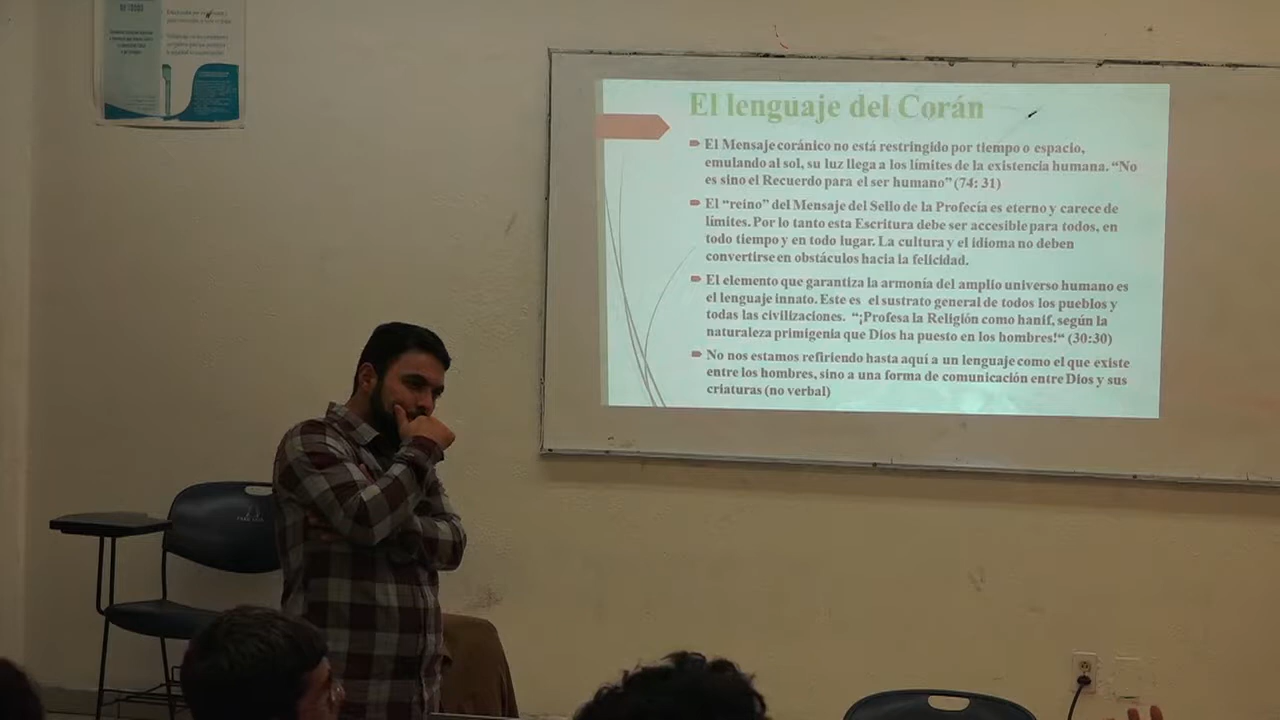 El lenguaje del Corán
El Mensaje coránico no está restringido por tiempo o espacio,
emulando al sol, su luz llega a los límites de la existencia humana. “No
es sino el Recuerdo para el ser humano” (74: 31)
El “reino” del Mensaje del Sello de la Profecía es eterno y carece de
límites. Por lo tanto esta Escritura debe ser accesible para todos, en
todo tiempo y en todo lugar. La cultura y el idioma no deben
convertirse en obstáculos hacia la felicidad.
El elemento que garantiza la armonía del amplio universo humano es
el lenguaje innato. Este es el sustrato general de todos los pueblos y
todas las civilizaciones. “¡Profesa la Religión como hanif, según la
naturaleza primigenia que Dios ha puesto en los hombres!“ (30:30)
No nos estamos refiriendo hasta aquí a un lenguaje como el que existe
entre los hombres, sino a una forma de comunicación entre Dios y sus
criaturas (no verbal)